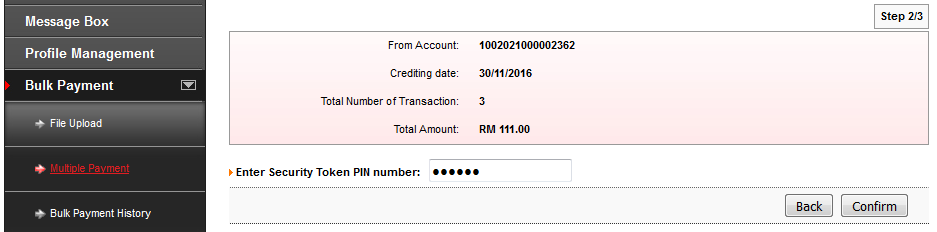 Message Box
Profile Management
Bulk Payment
File Upload
Multiple Payment
Bulk Payment History
Step 2/3
From Account: 1002021000002362
Crediting date: 30/11/2016
Total Number of Transaction: 3
Total Amount: RM 111.00
Enter Security Token PIN number: ●●●●●●
Back Confirm